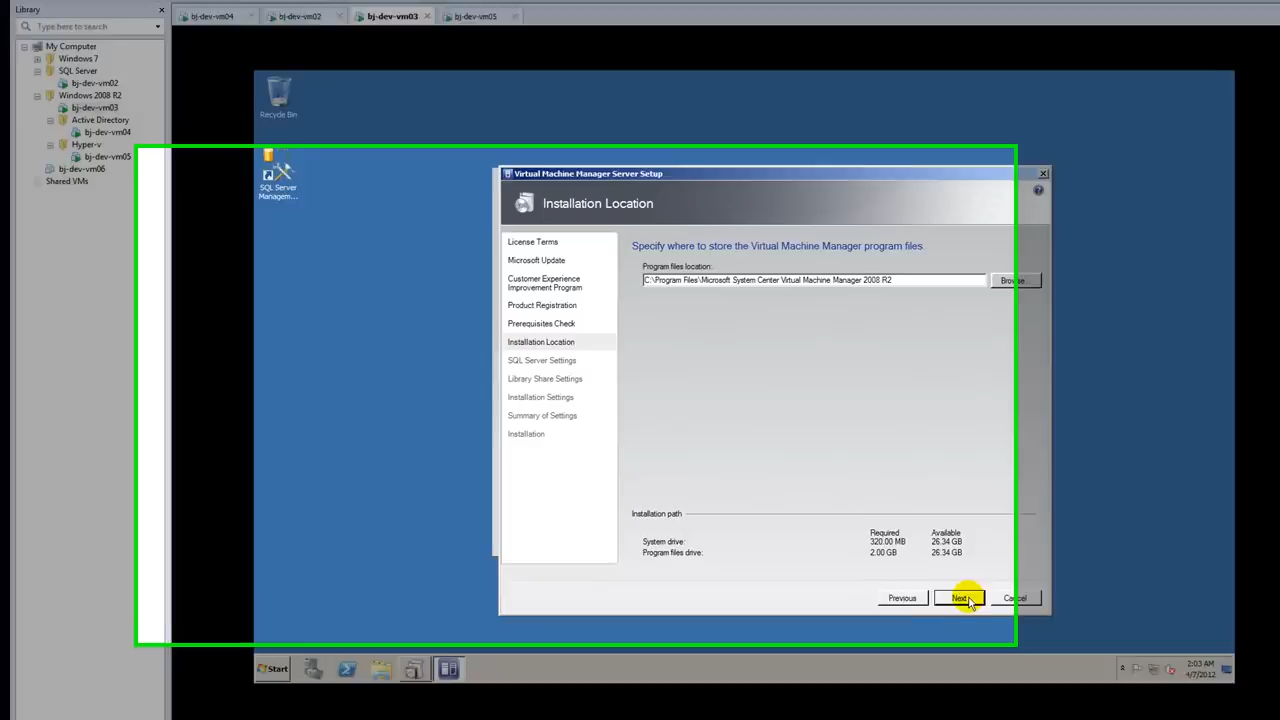 Library
Type here to search
My Computer
Windows 7
SQL Server
bj-dev-vm02
Windows 2008 R2
bj-dev-vm03
Active Directory
bj-dev-vm04
Hyper-v
bj-dev-vm05
bj-dev-vm06
Shared VMs
bj-dev-vm04
bj-dev-vm02
bj-dev-vm03
bj-dev-vm05
Recycle Bin
SQL Server
Managem...
Virtual Machine Manager Server Setup
Installation Location
License Terms
Microsoft Update
Customer Experience
Improvement Program
Product Registration
Prerequisites Check
Installation Location
SQL Server Settings
Library Share Settings
Installation Settings
Summary of Settings
Installation
Specify where to store the Virtual Machine Manager program files.
Program files location:
C:\Program Files\Microsoft System Center Virtual Machine Manager 2008 R2
Browse...
Installation path
Required Available
System drive: 320.00 MB 26.34 GB
Program files drive: 2.00 GB 26.34 GB
Previous
Next
Cancel
Start
2:03 AM
4/7/2012